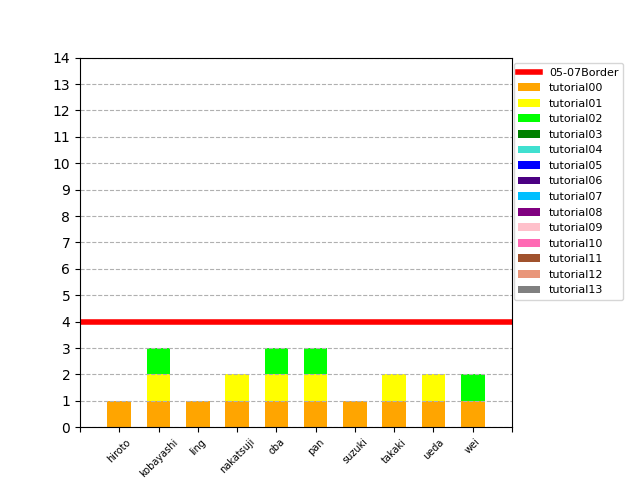 14
13
12
11
10
9
8
7
6
5
4
3
2
1
0
hiroto
kobayashi
ling
nakatsuji
oba
pan
suzuki
takaki
ueda
wei
05-07Border
tutorial00
tutorial01
tutorial02
tutorial03
tutorial04
tutorial05
tutorial06
tutorial07
tutorial08
tutorial09
tutorial10
tutorial11
tutorial12
tutorial13